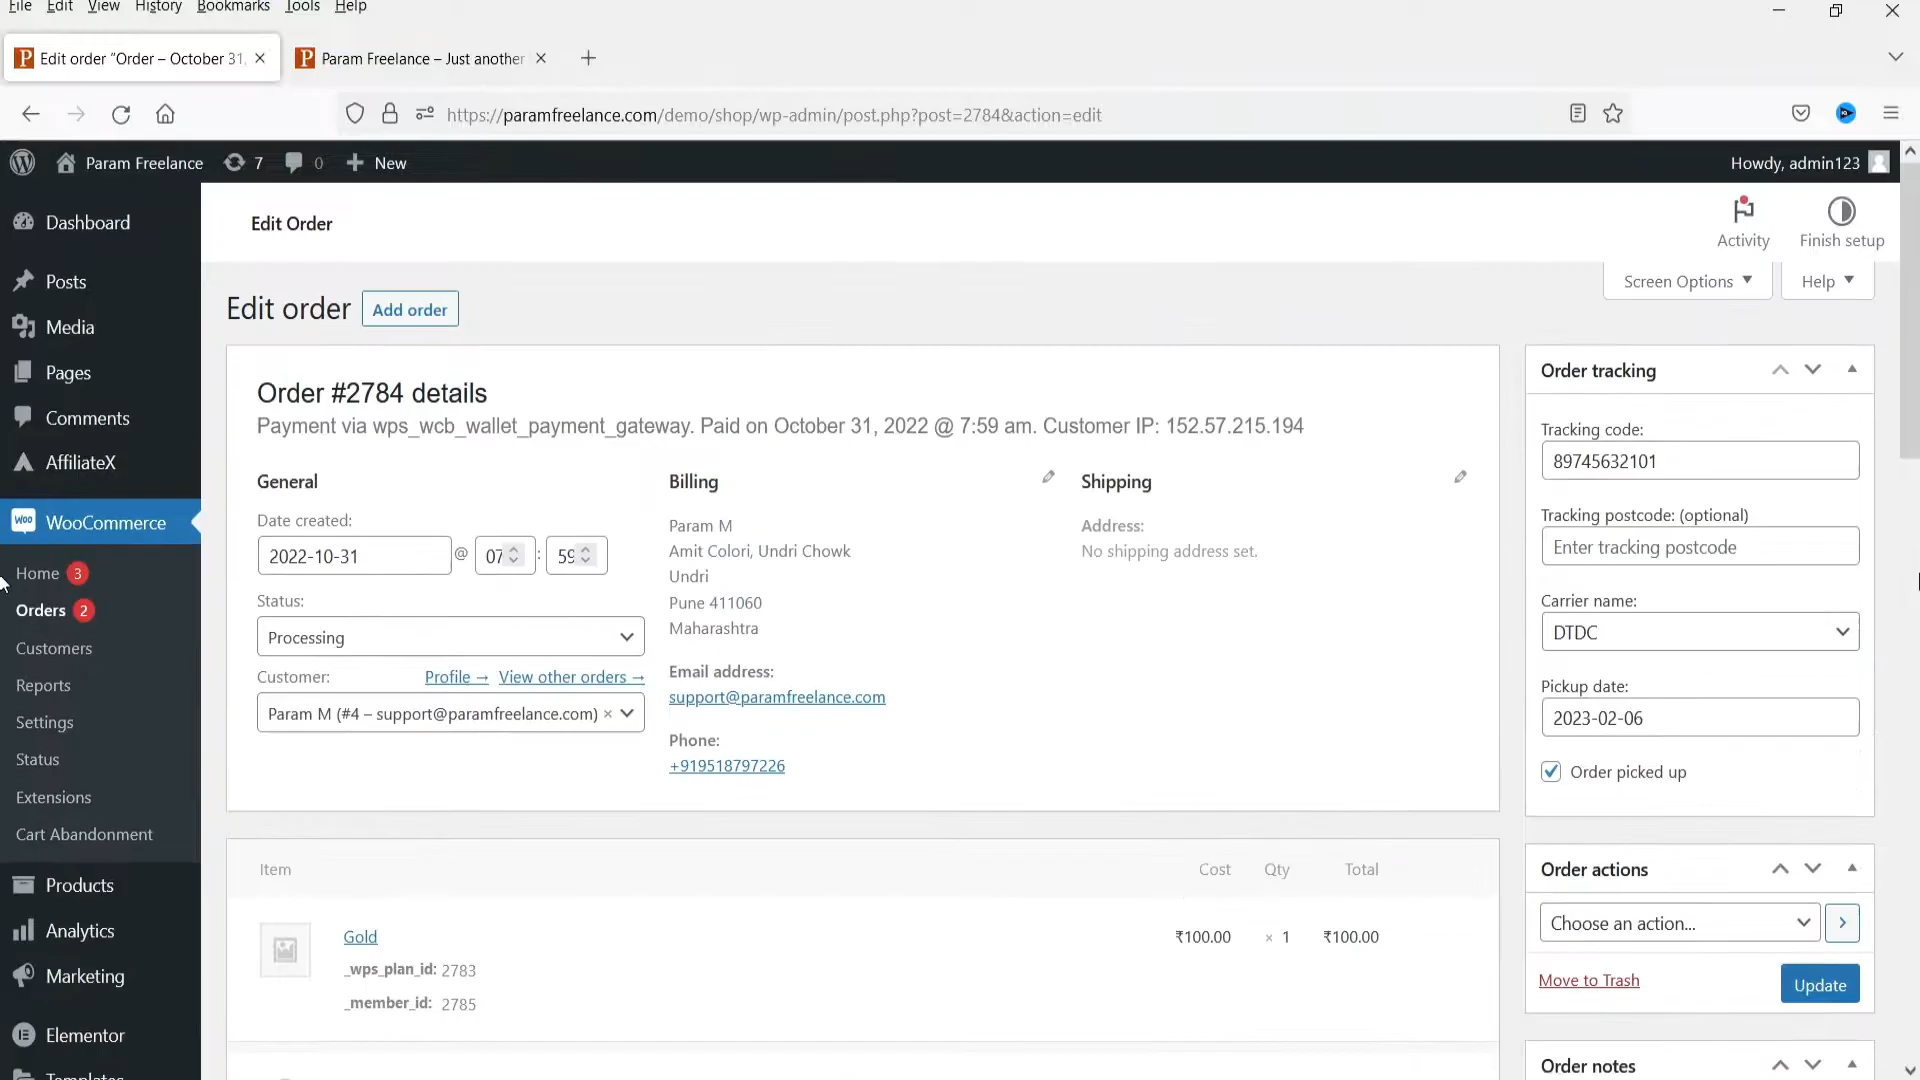 File Edit View History Bookmarks Tools Help
Edit order “Order – October 31,
Param Freelance – Just another
https://paramfreelance.com/demo/shop/wp-admin/post.php?post=2784&action=edit
Param Freelance 7 0 + New
Howdy, admin123
Dashboard
Posts
Media
Pages
Comments
AffiliateX
Woo WooCommerce
Home 3
Orders 2
Customers
Reports
Settings
Status
Extensions
Cart Abandonment
Products
Analytics
Marketing
Elementor
Templates
Edit Order
Activity
Finish setup
Screen Options ▼
Help ▼
Edit order
Add order
Order #2784 details
Payment via wps_wcb_wallet_payment_gateway. Paid on October 31, 2022 @ 7:59 am. Customer IP: 152.57.215.194
General
Date created:
2022-10-31 @ 07 : 59
Status:
Processing
Customer: Profile → View other orders →
Param M (#4 – support@paramfreelance.com) ×
Billing
Param M
Amit Colori, Undri Chowk
Undri
Pune 411060
Maharashtra
Email address:
support@paramfreelance.com
Phone:
+919518797226
Shipping
Address:
No shipping address set.
Item Cost Qty Total
Gold ₹100.00 × 1 ₹100.00
_wps_plan_id: 2783
_member_id: 2785
Order tracking
Tracking code:
89745632101
Tracking postcode: (optional)
Enter tracking postcode
Carrier name:
DTDC
Pickup date:
2023-02-06
Order picked up
Order actions
Choose an action...
Move to Trash
Update
Order notes